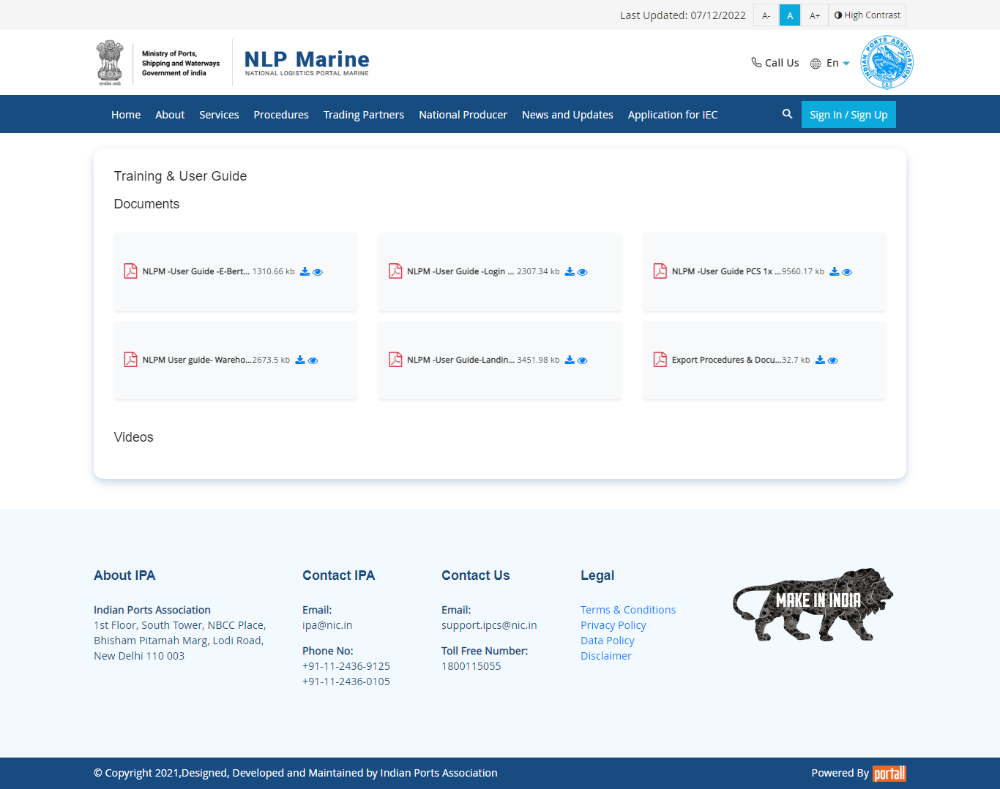 Last Updated: 07/12/2022 A- A A+ High Contrast
Ministry of Ports,
Shipping and Waterways
Government of india
सत्यमेव जयते
NLP Marine
NATIONAL LOGISTICS PORTAL MARINE
Call Us En
INDIAN PORTS ASSOCIATION
Home About Services Procedures Trading Partners National Producer News and Updates Application for IEC Sign In / Sign Up
Training & User Guide
Documents
NLPM -User Guide -E-Bert... 1310.66 kb
NLPM -User Guide -Login ... 2307.34 kb
NLPM -User Guide PCS 1x ...9560.17 kb
NLPM User guide- Wareho...2673.5 kb
NLPM -User Guide-Landin... 3451.98 kb
Export Procedures & Docu...32.7 kb
Videos
About IPA
Indian Ports Association
1st Floor, South Tower, NBCC Place,
Bhisham Pitamah Marg, Lodi Road,
New Delhi 110 003
Contact IPA
Email:
ipa@nic.in
Phone No:
+91-11-2436-9125
+91-11-2436-0105
Contact Us
Email:
support.ipcs@nic.in
Toll Free Number:
1800115055
Legal
Terms & Conditions
Privacy Policy
Data Policy
Disclaimer
MAKE IN INDIA
© Copyright 2021,Designed, Developed and Maintained by Indian Ports Association
Powered By portall